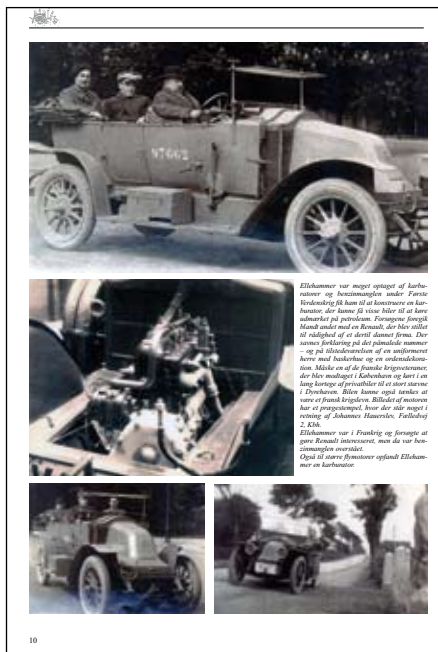 97662
Ellehammer var meget optaget af karbu-
ratorer og benzinmanglen under Første
Verdenskrig fik ham til at konstruere en kar-
burator, der kunne få visse biler til at køre
udmærket på petroleum. Forsøgene foregik
blandt andet med en Renault, der blev stillet
til rådighed af et dertil dannet firma. Der
savnes forklaring på det påmalede nummer
– og på tilstedeværelsen af en uniformeret
herre med baskerhue og en ordensdekora-
tion. Måske en af de franske krigsveteraner,
der blev modtaget i København og kørt i en
lang kortege af privatbiler til et stort stævne
i Dyrehaven. Bilen kunne også tænkes at
være et fransk krigslevn. Billedet af motoren
har et prægestempel, hvor der står noget i
retning af Johannes Hauerslev, Fælledvej
2, Kbh.
Ellehammer var i Frankrig og forsøgte at
gøre Renault interesseret, men da var ben-
zinmanglen overstået.
Også til større flymotorer opfandt Elleham-
mer en karburator.
10